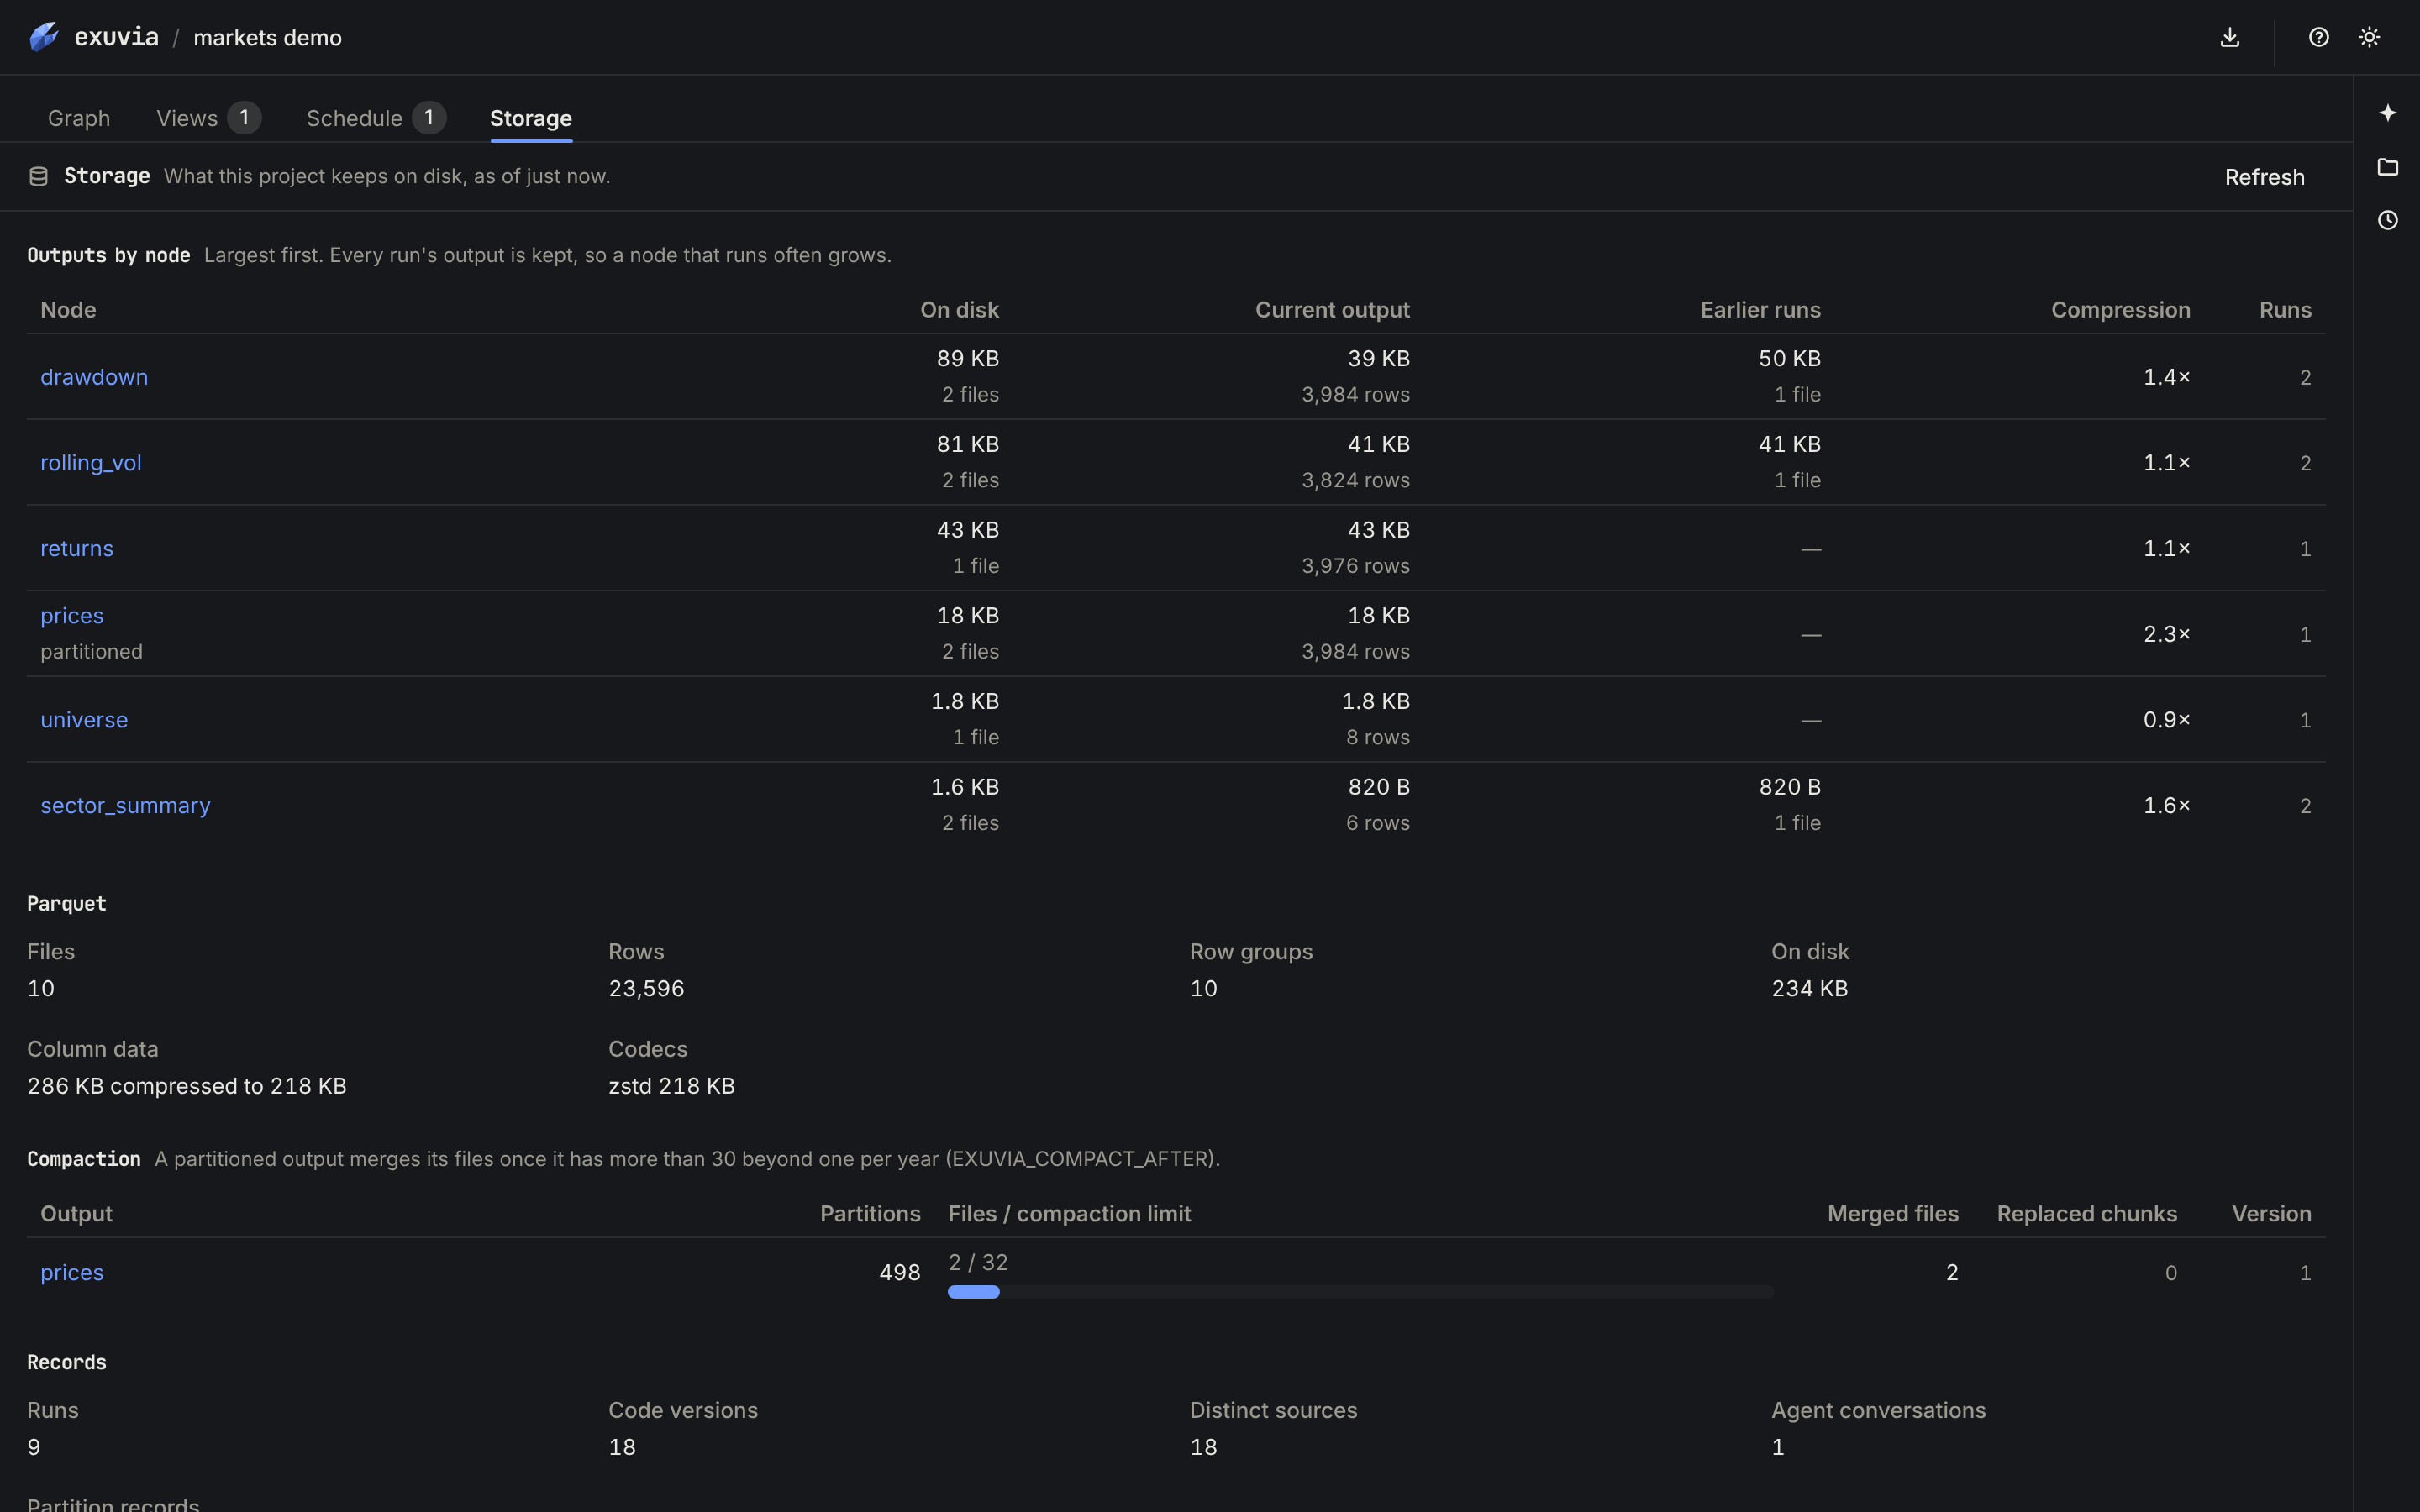 exuvia / markets demo
Graph Views 1 Schedule 1 Storage
Storage What this project keeps on disk, as of just now. Refresh
Outputs by node Largest first. Every run's output is kept, so a node that runs often grows.
Node On disk Current output Earlier runs Compression Runs
drawdown 89 KB 39 KB 50 KB 1.4× 2
2 files 3,984 rows 1 file
rolling_vol 81 KB 41 KB 41 KB 1.1× 2
2 files 3,824 rows 1 file
returns 43 KB 43 KB — 1.1× 1
1 file 3,976 rows
prices 18 KB 18 KB — 2.3× 1
partitioned 2 files 3,984 rows
universe 1.8 KB 1.8 KB — 0.9× 1
1 file 8 rows
sector_summary 1.6 KB 820 B 820 B 1.6× 2
2 files 6 rows 1 file
Parquet
Files Rows Row groups On disk
10 23,596 10 234 KB
Column data Codecs
286 KB compressed to 218 KB zstd 218 KB
Compaction A partitioned output merges its files once it has more than 30 beyond one per year (EXUVIA_COMPACT_AFTER).
Output Partitions Files / compaction limit Merged files Replaced chunks Version
prices 498 2 / 32 2 0 1
Records
Runs Code versions Distinct sources Agent conversations
9 18 18 1
Partition records